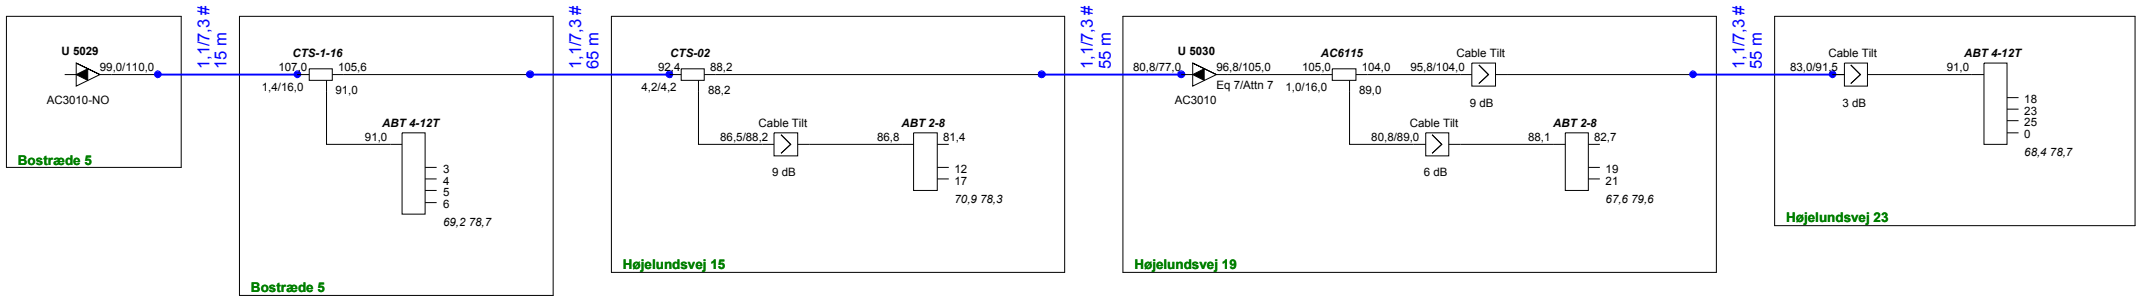 U 5029
99,0/110,0
AC3010-NO
Bostræde 5
1,1/7,3 #
15 m
CTS-1-16
107,0
105,6
1,4/16,0
91,0
ABT 4-12T
91,0
3
4
5
6
69,2 78,7
Bostræde 5
1,1/7,3 #
65 m
CTS-02
92,4
88,2
4,2/4,2
88,2
Cable Tilt
86,5/88,2
9 dB
ABT 2-8
86,8
81,4
12
17
70,9 78,3
Højelundsvej 15
1,1/7,3 #
55 m
80,8/77,0
U 5030
96,8/105,0
Eq 7/Attn 7
AC3010
AC6115
105,0
104,0
1,0/16,0
89,0
Cable Tilt
95,8/104,0
9 dB
Cable Tilt
80,8/89,0
6 dB
ABT 2-8
88,1
82,7
19
21
67,6 79,6
Højelundsvej 19
1,1/7,3 #
55 m
Cable Tilt
83,0/91,5
3 dB
ABT 4-12T
91,0
18
23
25
0
68,4 78,7
Højelundsvej 23